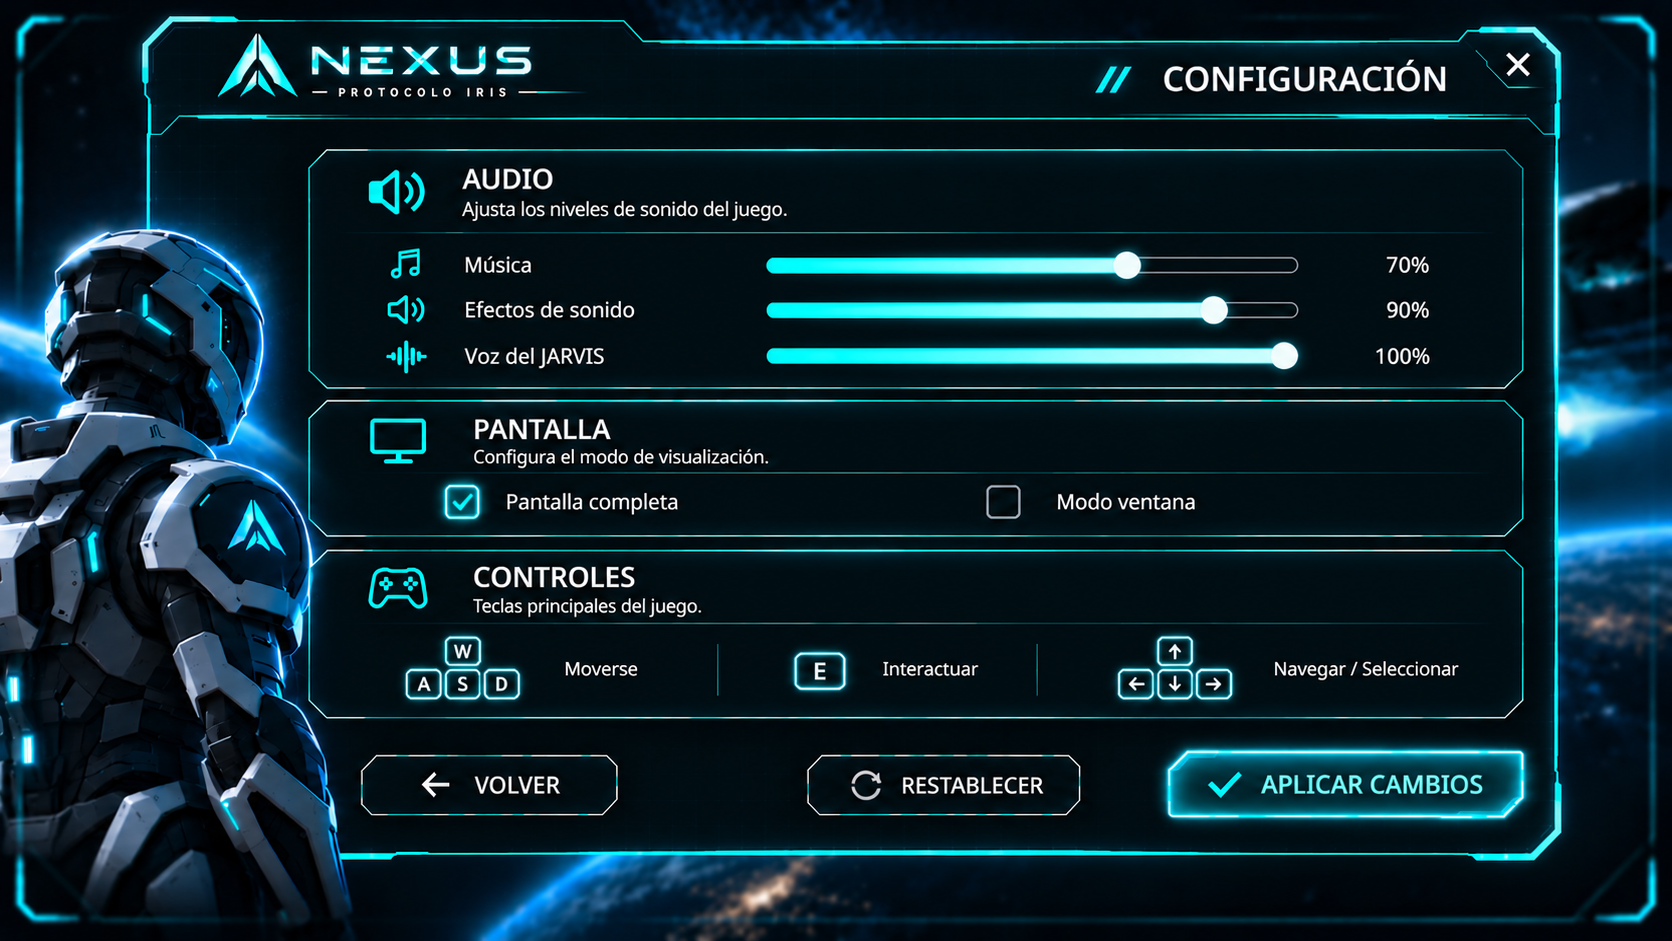 NEXUS
PROTOCOLO IRIS
// CONFIGURACIÓN
AUDIO
Ajusta los niveles de sonido del juego.
Música 70%
Efectos de sonido 90%
Voz del JARVIS 100%
PANTALLA
Configura el modo de visualización.
Pantalla completa Modo ventana
CONTROLES
Teclas principales del juego.
W
A S D Moverse
E Interactuar
↑
← ↓ → Navegar / Seleccionar
← VOLVER
RESTABLECER
APLICAR CAMBIOS